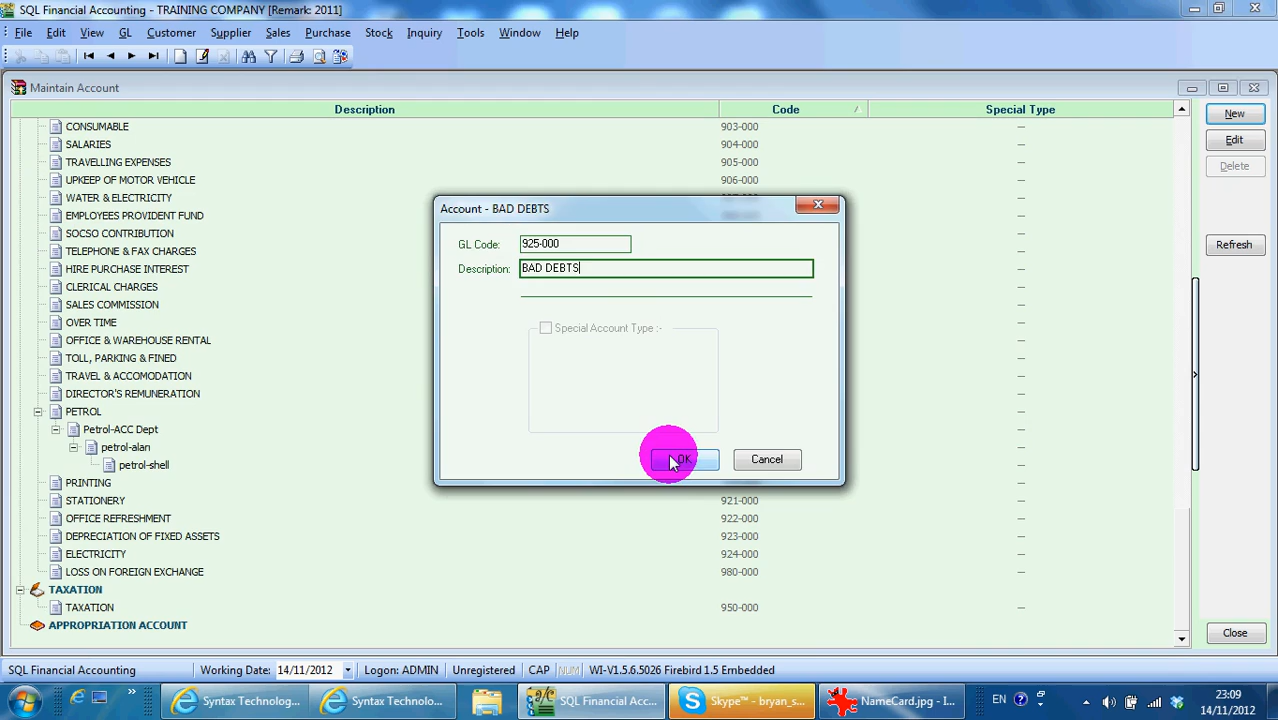 SQL Financial Accounting - TRAINING COMPANY [Remark: 2011]
File Edit View GL Customer Supplier Sales Purchase Stock Inquiry Tools Window Help
Maintain Account
Description Code Special Type
CONSUMABLE 903-000 —
SALARIES 904-000 —
TRAVELLING EXPENSES 905-000 —
UPKEEP OF MOTOR VEHICLE 906-000 —
WATER & ELECTRICITY —
EMPLOYEES PROVIDENT FUND —
SOCSO CONTRIBUTION —
TELEPHONE & FAX CHARGES —
HIRE PURCHASE INTEREST —
CLERICAL CHARGES —
SALES COMMISSION —
OVER TIME —
OFFICE & WAREHOUSE RENTAL —
TOLL, PARKING & FINED —
TRAVEL & ACCOMODATION —
DIRECTOR'S REMUNERATION —
PETROL —
Petrol-ACC Dept —
petrol-alan —
petrol-shell —
PRINTING —
STATIONERY 921-000 —
OFFICE REFRESHMENT 922-000 —
DEPRECIATION OF FIXED ASSETS 923-000 —
ELECTRICITY 924-000 —
LOSS ON FOREIGN EXCHANGE 980-000 —
TAXATION
TAXATION 950-000 —
APPROPRIATION ACCOUNT
New
Edit
Delete
Refresh
Close
Account - BAD DEBTS
GL Code: 925-000
Description: BAD DEBTS
Special Account Type :-
OK Cancel
SQL Financial Accounting Working Date: 14/11/2012 Logon: ADMIN Unregistered CAP NUM WI-V1.5.6.5026 Firebird 1.5 Embedded
Syntax Technolog... Syntax Technolo... SQL Financial Acc... Skype™ - bryan_s... NameCard.jpg - I... EN 23:09
14/11/2012